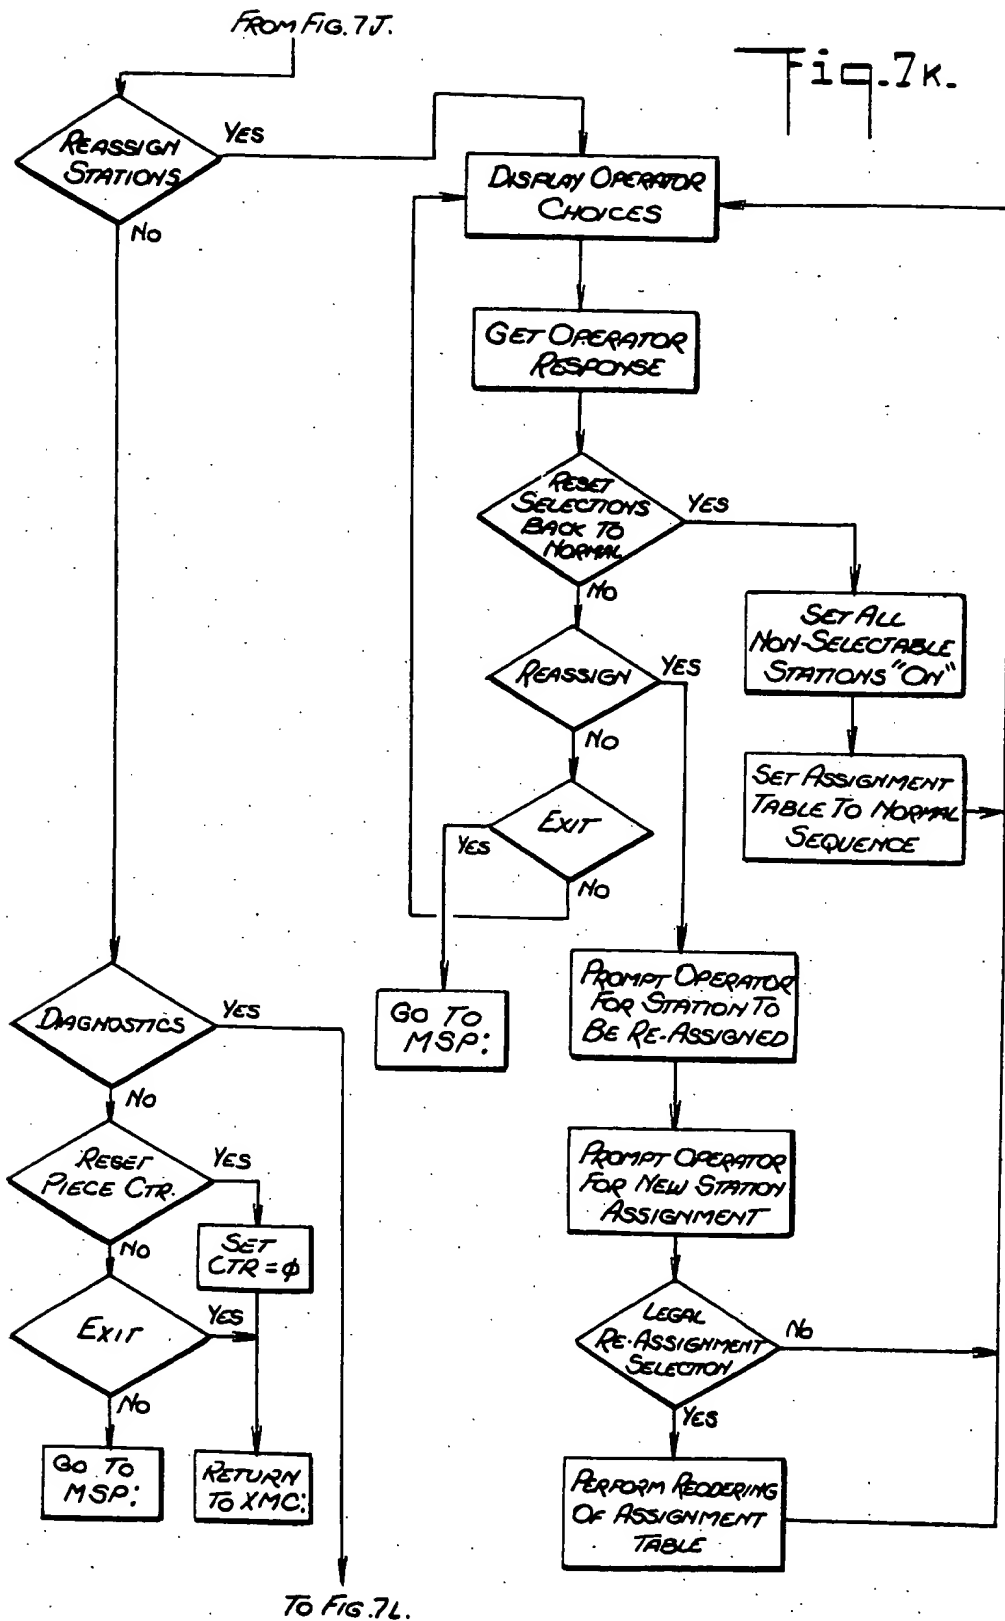 FROM FIG. 7J.
Fig. 7K.
REASSIGN
STATIONS
YES
NO
DISPLAY OPERATOR
CHOICES
GET OPERATOR
RESPONSE
RESET
SELECTIONS
BACK TO
NORMAL
YES
NO
SET ALL
NON-SELECTABLE
STATIONS "ON"
REASSIGN
YES
NO
SET ASSIGNMENT
TABLE TO NORMAL
SEQUENCE
EXIT
YES
NO
GO TO
MSP:
PROMPT OPERATOR
FOR STATION TO
BE RE-ASSIGNED
DIAGNOSTICS
YES
NO
PROMPT OPERATOR
FOR NEW STATION
ASSIGNMENT
RESET
PIECE CTR.
YES
NO
SET
CTR = φ
LEGAL
RE-ASSIGNMENT
SELECTION
NO
YES
EXIT
YES
NO
GO TO
MSP:
RETURN
TO XMC:
PERFORM REODERING
OF ASSIGNMENT
TABLE
TO FIG. 7L.